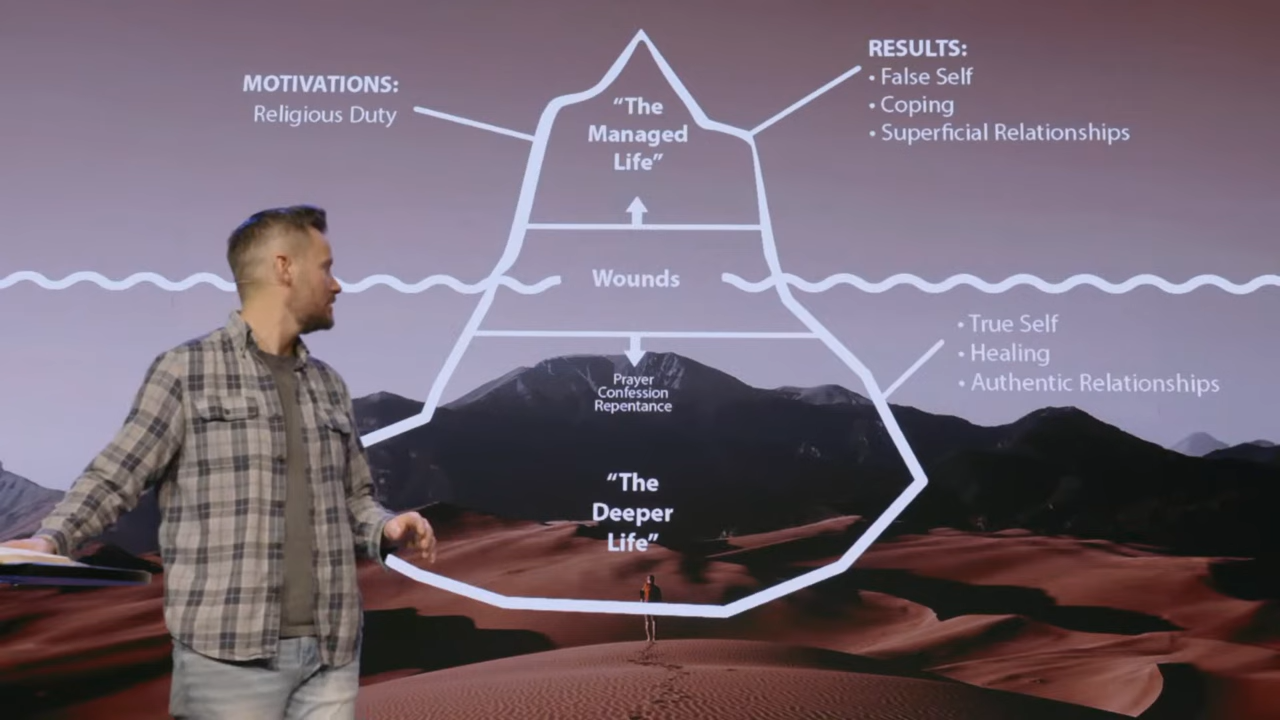 MOTIVATIONS:
Religious Duty
"The
Managed
Life"
RESULTS:
• False Self
• Coping
• Superficial Relationships
Wounds
Prayer
Confession
Repentance
• True Self
• Healing
• Authentic Relationships
"The
Deeper
Life"